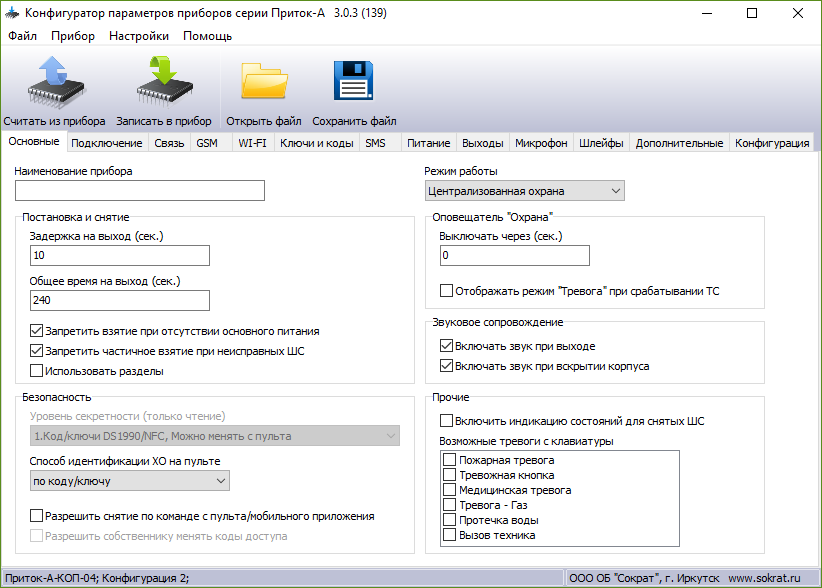 Конфигуратор параметров приборов серии Приток-А 3.0.3 (139)
Файл Прибор Настройки Помощь
Считать из прибора Записать в прибор Открыть файл Сохранить файл
Основные Подключение Связь GSM WI-FI Ключи и коды SMS Питание Выходы Микрофон Шлейфы Дополнительные Конфигурация
Наименование прибора
Режим работы
Централизованная охрана
Постановка и снятие
Задержка на выход (сек.)
10
Общее время на выход (сек.)
240
Запретить взятие при отсутствии основного питания
Запретить частичное взятие при неисправных ШС
Использовать разделы
Оповещатель "Охрана"
Выключать через (сек.)
0
Отображать режим "Тревога" при срабатывании ТС
Звуковое сопровождение
Включать звук при выходе
Включать звук при вскрытии корпуса
Безопасность
Уровень секретности (только чтение)
1.Код/ключи DS1990/NFC, Можно менять с пульта
Способ идентификации ХО на пульте
по коду/ключу
Разрешить снятие по команде с пульта/мобильного приложения
Разрешить собственнику менять коды доступа
Прочие
Включить индикацию состояний для снятых ШС
Возможные тревоги с клавиатуры
Пожарная тревога
Тревожная кнопка
Медицинская тревога
Тревога - Газ
Протечка воды
Вызов техника
Приток-А-КОП-04; Конфигурация 2;
ООО ОБ "Сократ", г. Иркутск www.sokrat.ru